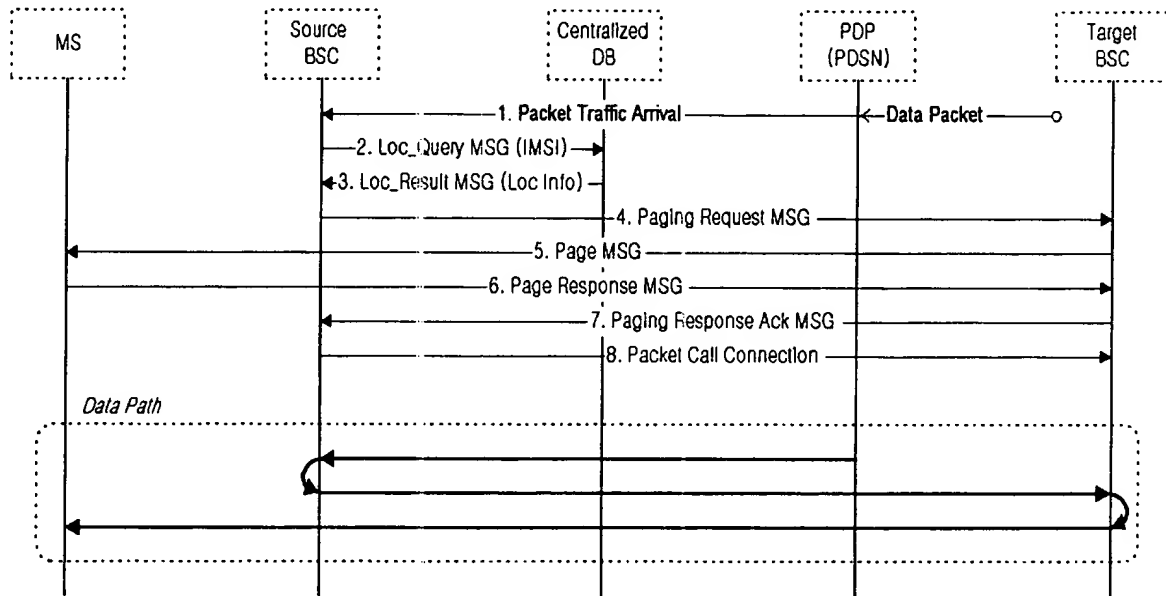 MS
Source
BSC
Centralized
DB
PDP
(PDSN)
Target
BSC
1. Packet Traffic Arrival
Data Packet
2. Loc_Query MSG (IMSI)
3. Loc_Result MSG (Loc Info)
4. Paging Request MSG
5. Page MSG
6. Page Response MSG
7. Paging Response Ack MSG
8. Packet Call Connection
Data Path